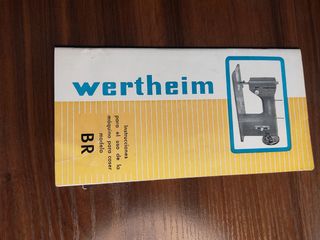 wertheim
Instrucciones
para el uso de la
máquina para coser
modelo
BR